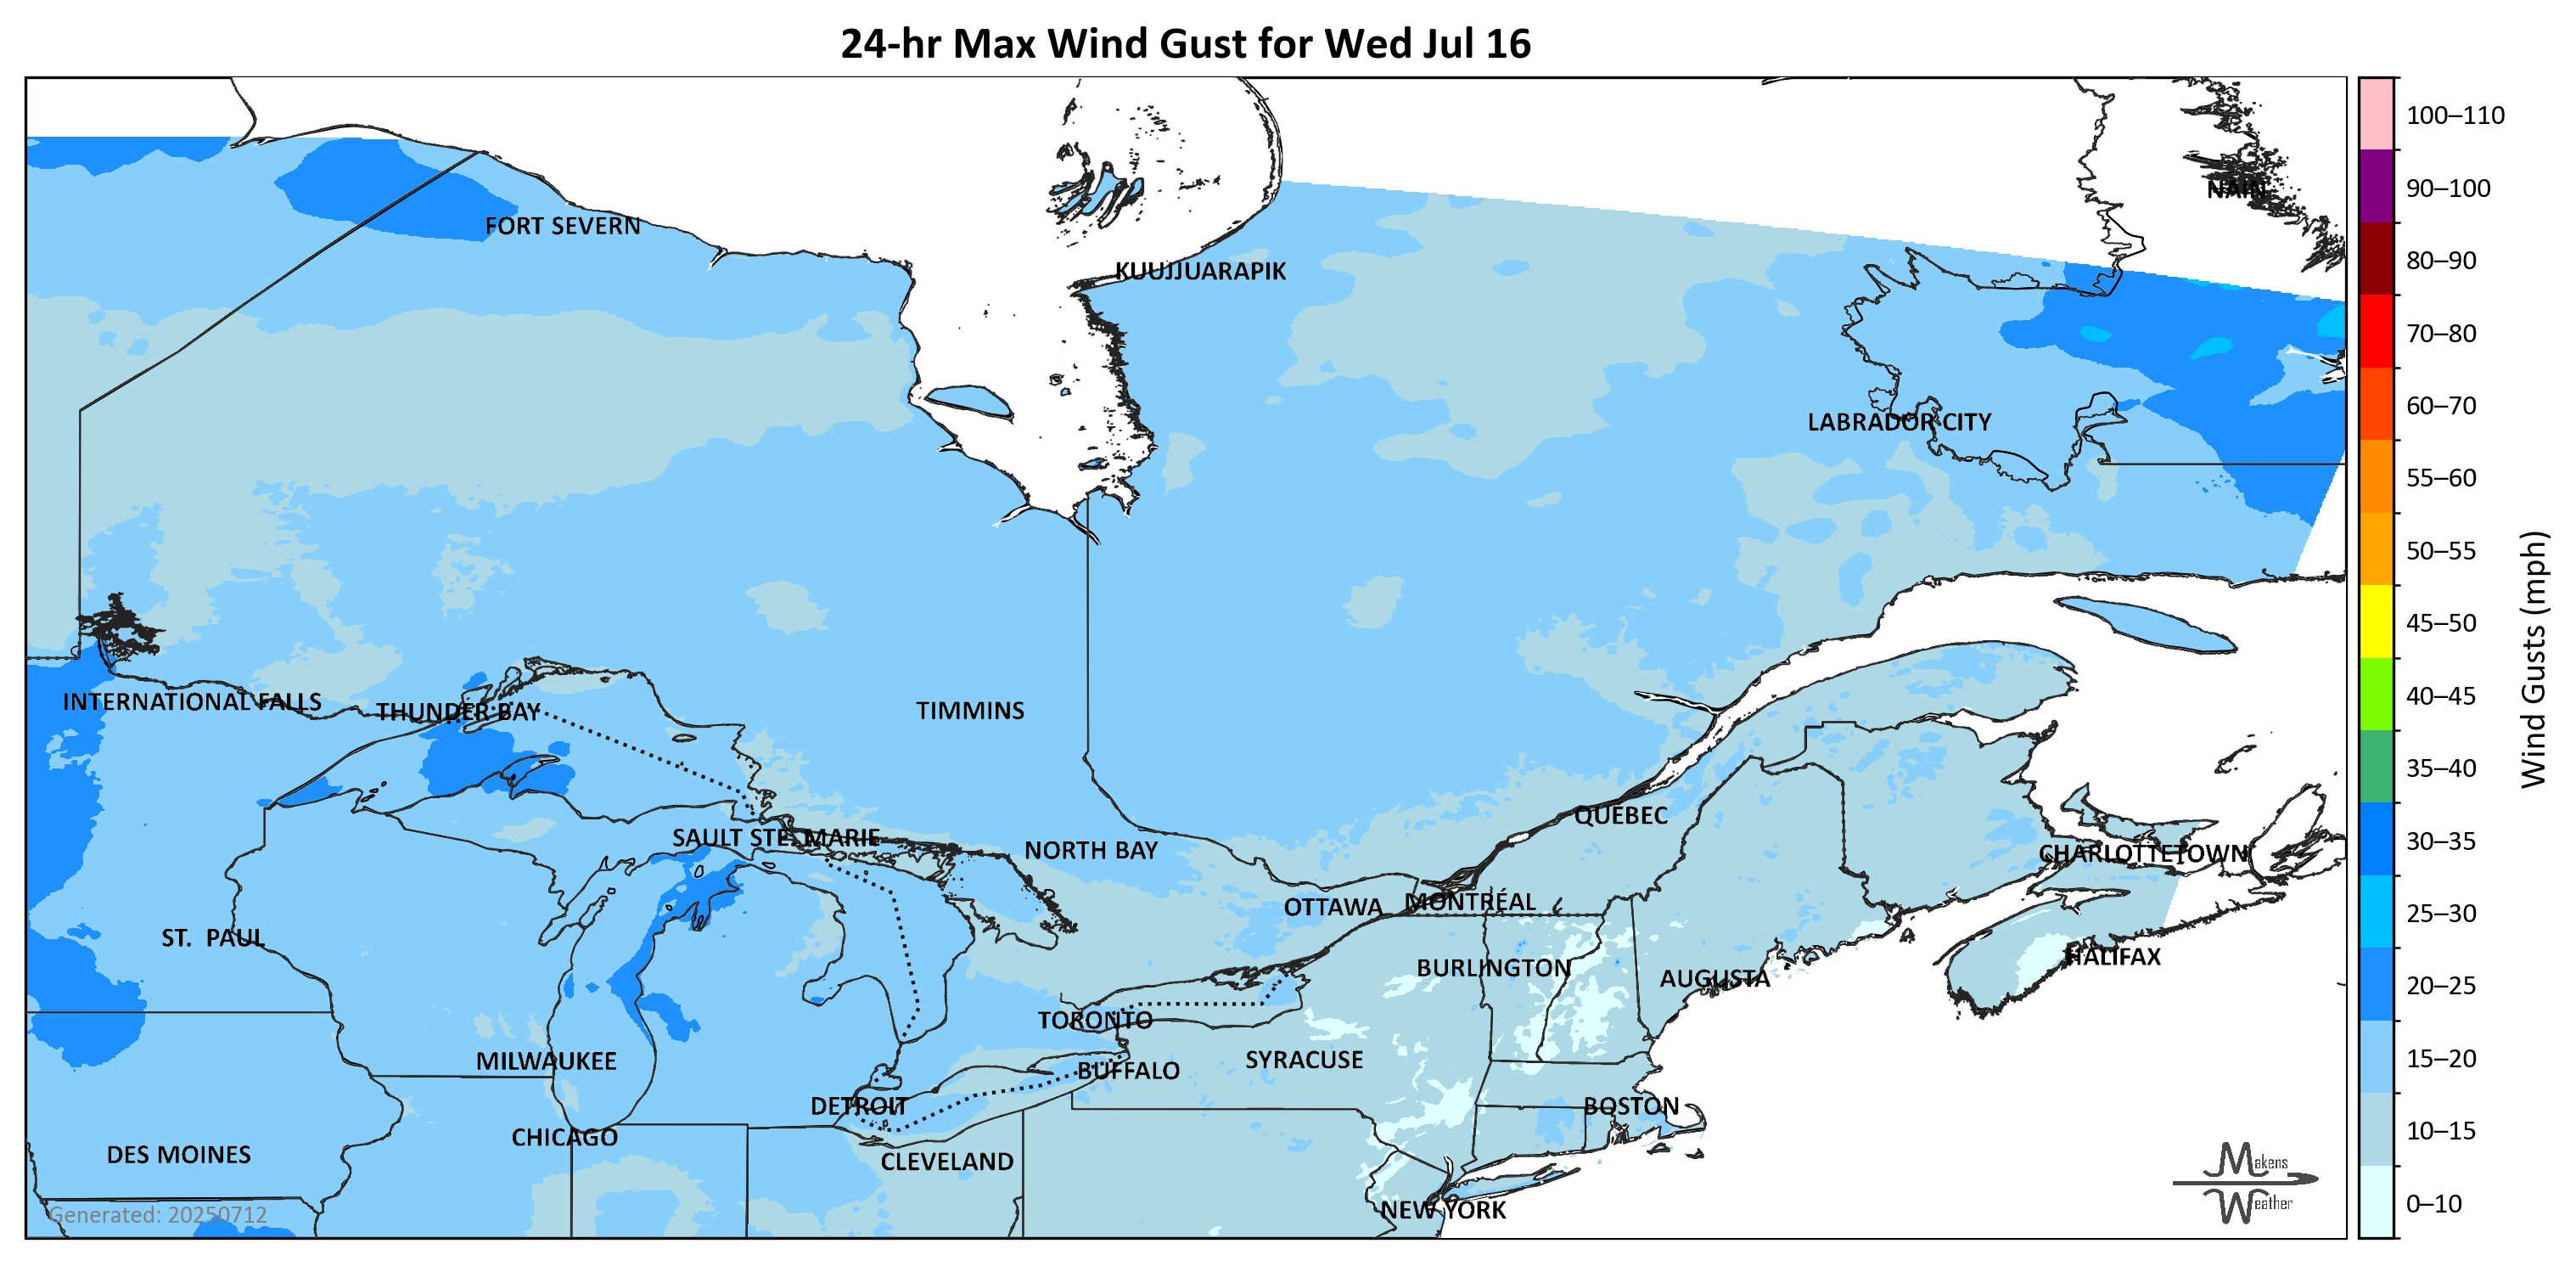 24-hr Max Wind Gust for Wed Jul 16
100–110
90–100
80–90
70–80
60–70
55–60
50–55
45–50
40–45
35–40
30–35
25–30
20–25
15–20
10–15
0–10
Wind Gusts (mph)
NAIN
FORT SEVERN
KUUJJUARAPIK
LABRADOR CITY
INTERNATIONAL FALLS
THUNDER BAY
TIMMINS
QUÉBEC
SAULT STE. MARIE
NORTH BAY
CHARLOTTETOWN
OTTAWA
MONTRÉAL
ST.  PAUL
HALIFAX
BURLINGTON
AUGUSTA
TORONTO
MILWAUKEE
SYRACUSE
BUFFALO
DETROIT
BOSTON
CHICAGO
DES MOINES
CLEVELAND
NEW YORK
Generated: 20250712
Makens
Weather